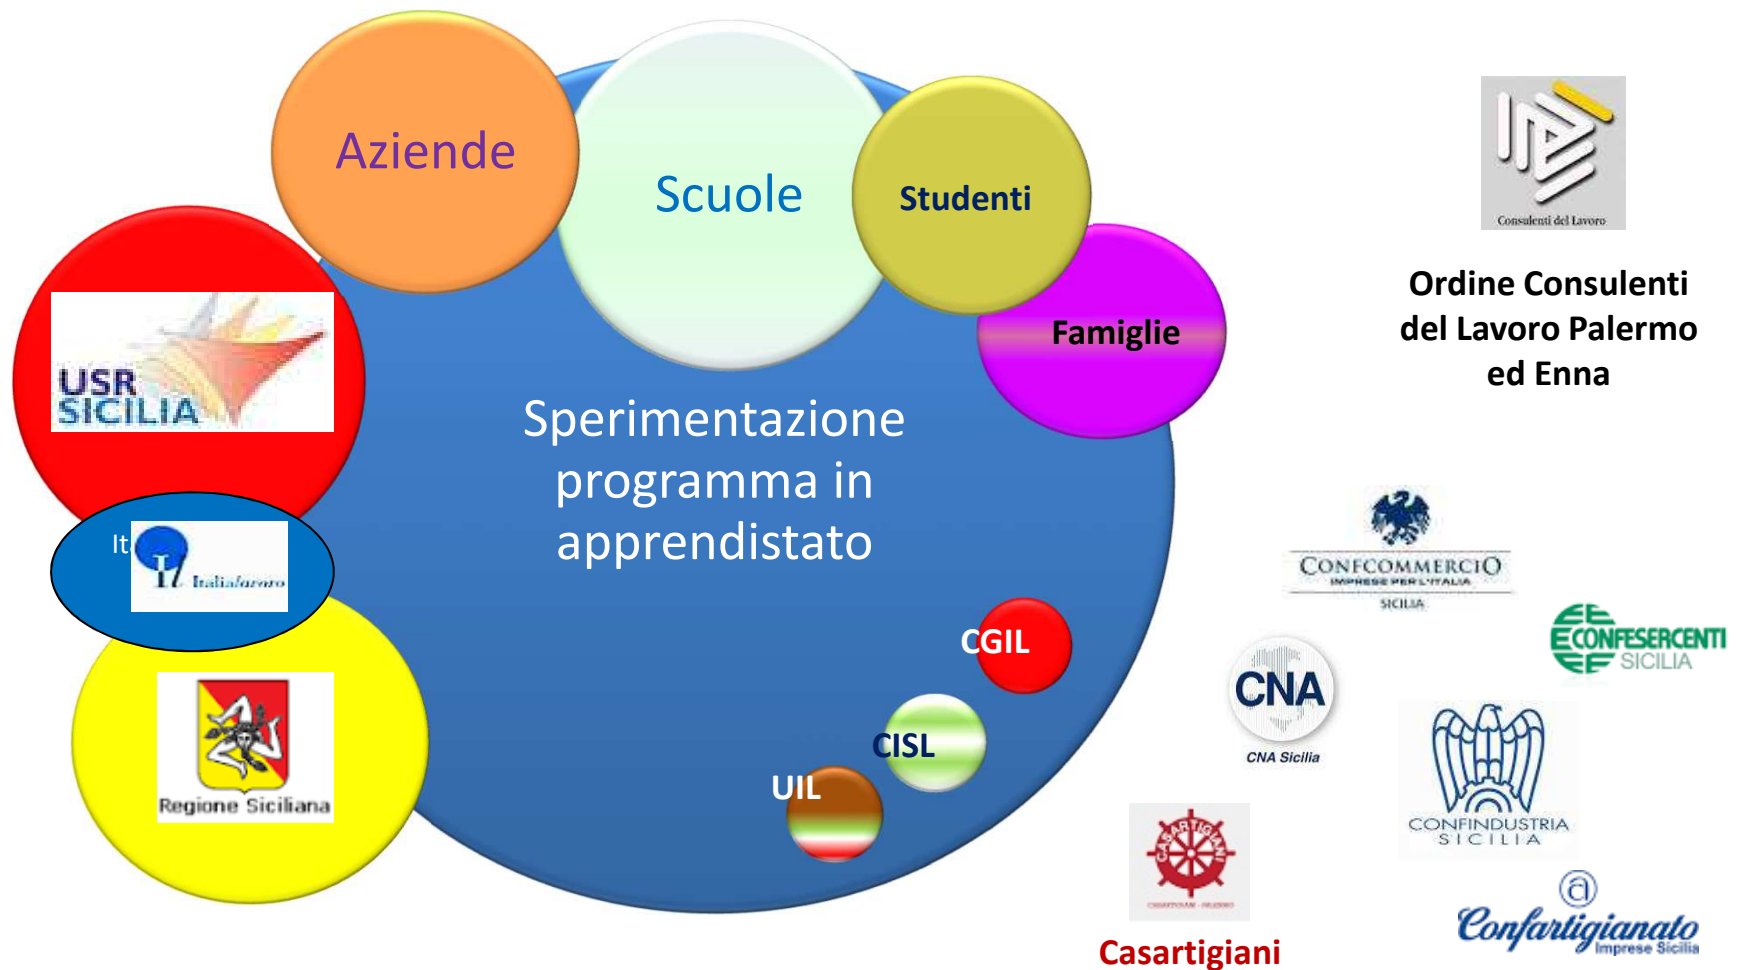 Aziende
Scuole
Studenti
Famiglie
USR
SICILIA
Sperimentazione
programma in
apprendistato
Italialavoro
Regione Siciliana
CGIL
CISL
UIL
Consulenti del Lavoro
Ordine Consulenti
del Lavoro Palermo
ed Enna
CONFCOMMERCIO
IMPRESE PER L'ITALIA
SICILIA
CONFESERCENTI
SICILIA
CNA
CNA Sicilia
CONFINDUSTRIA
SICILIA
CASARTIGIANI
CASARTIGIANI - PALERMO
Casartigiani
Confartigianato
Imprese Sicilia